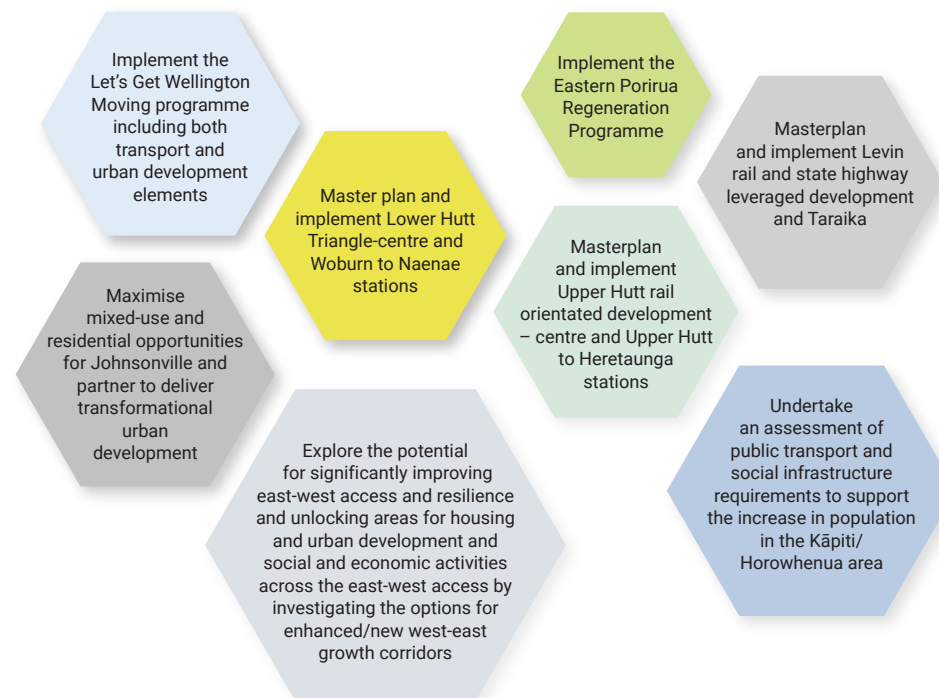 Implement the
Let's Get Wellington
Moving programme
including both
transport and
urban development
elements
Implement the
Eastern Porirua
Regeneration
Programme
Masterplan
and implement Levin
rail and state highway
leveraged development
and Taraika
Master plan and
implement Lower Hutt
Triangle-centre and
Woburn to Naenae
stations
Masterplan
and implement
Upper Hutt rail
orientated development
– centre and Upper Hutt
to Heretaunga
stations
Maximise
mixed-use and
residential opportunities
for Johnsonville and
partner to deliver
transformational
urban
development
Explore the potential
for significantly improving
east-west access and resilience
and unlocking areas for housing
and urban development and
social and economic activities
across the east-west access by
investigating the options for
enhanced/new west-east
growth corridors
Undertake
an assessment of
public transport and
social infrastructure
requirements to support
the increase in population
in the Kāpiti/
Horowhenua area